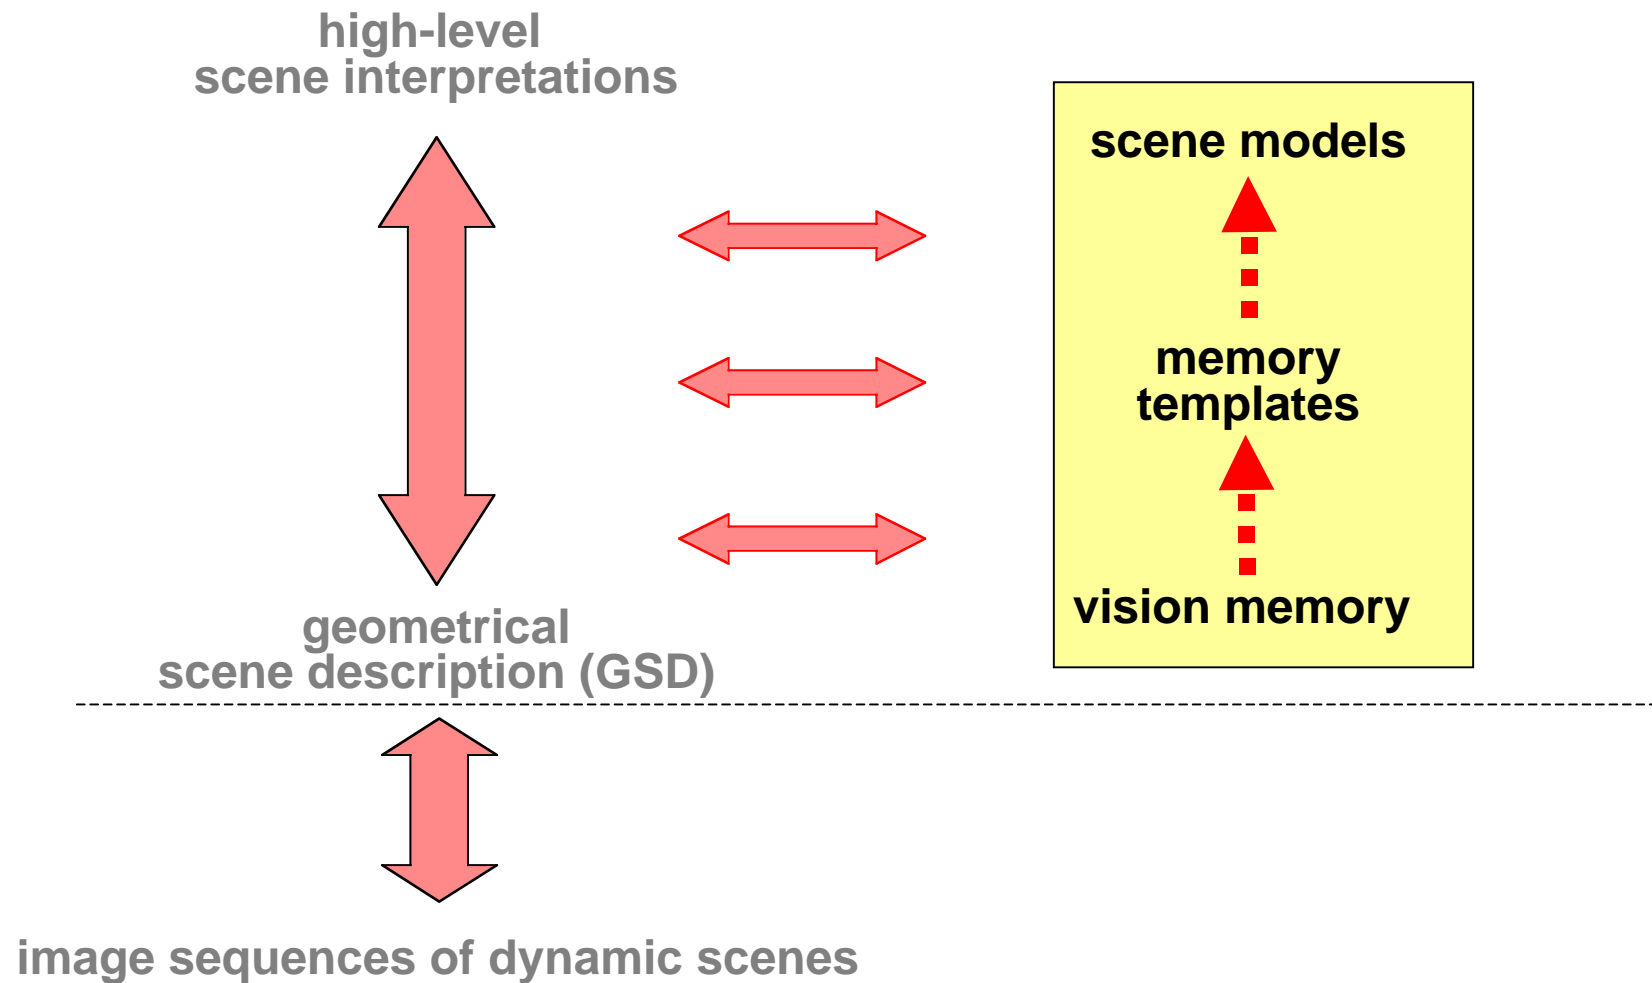 high-level
scene interpretations
scene models
memory
templates
vision memory
geometrical
scene description (GSD)
image sequences of dynamic scenes